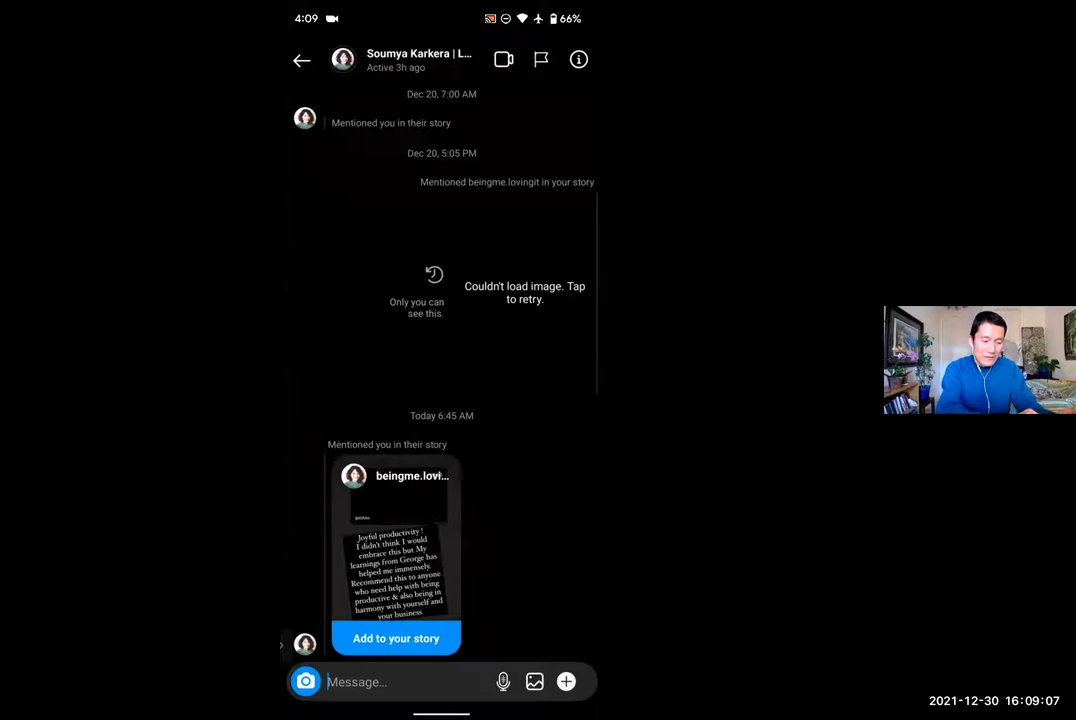 4:09
66%
Soumya Karkera | L...
Active 3h ago
Dec 20, 7:00 AM
Mentioned you in their story
Dec 20, 5:05 PM
Mentioned beingme.lovingit in your story
Only you can
see this.
Couldn't load image. Tap
to retry.
Today 6:45 AM
Mentioned you in their story
beingme.lovi...
Joyful productivity !
I didn't think I would
embrace this but My
learnings from George has
helped me immensely.
Recommend this to anyone
who need help with being
productive & also being in
harmony with yourself and
your business
Add to your story
Message...
2021-12-30 16:09:07